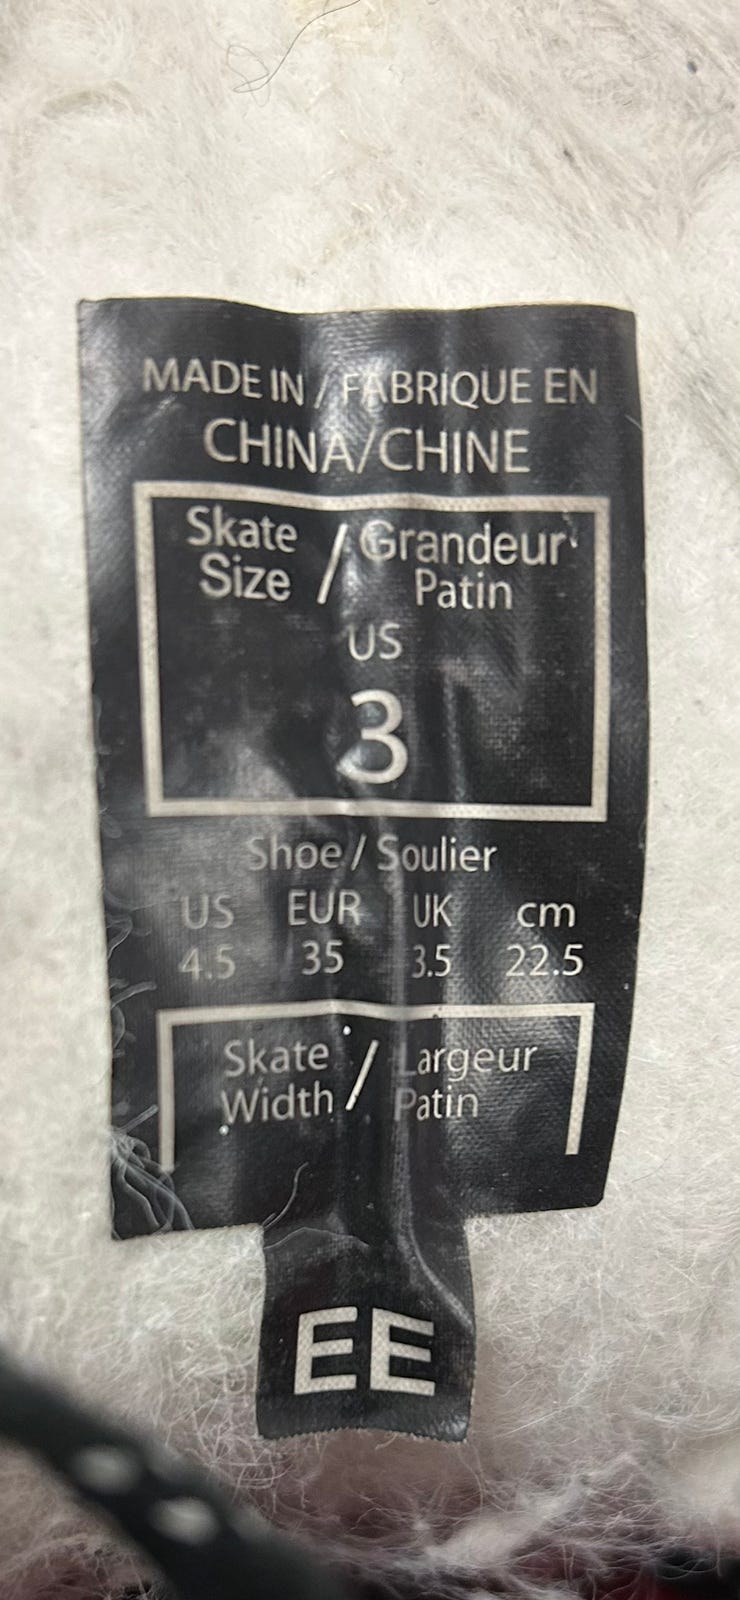 MADE IN / FABRIQUE EN
CHINA/CHINE
Skate Size / Grandeur Patin
US
3
Shoe / Soulier
US EUR UK cm
4.5 35 3.5 22.5
Skate Width / Largeur Patin
EE